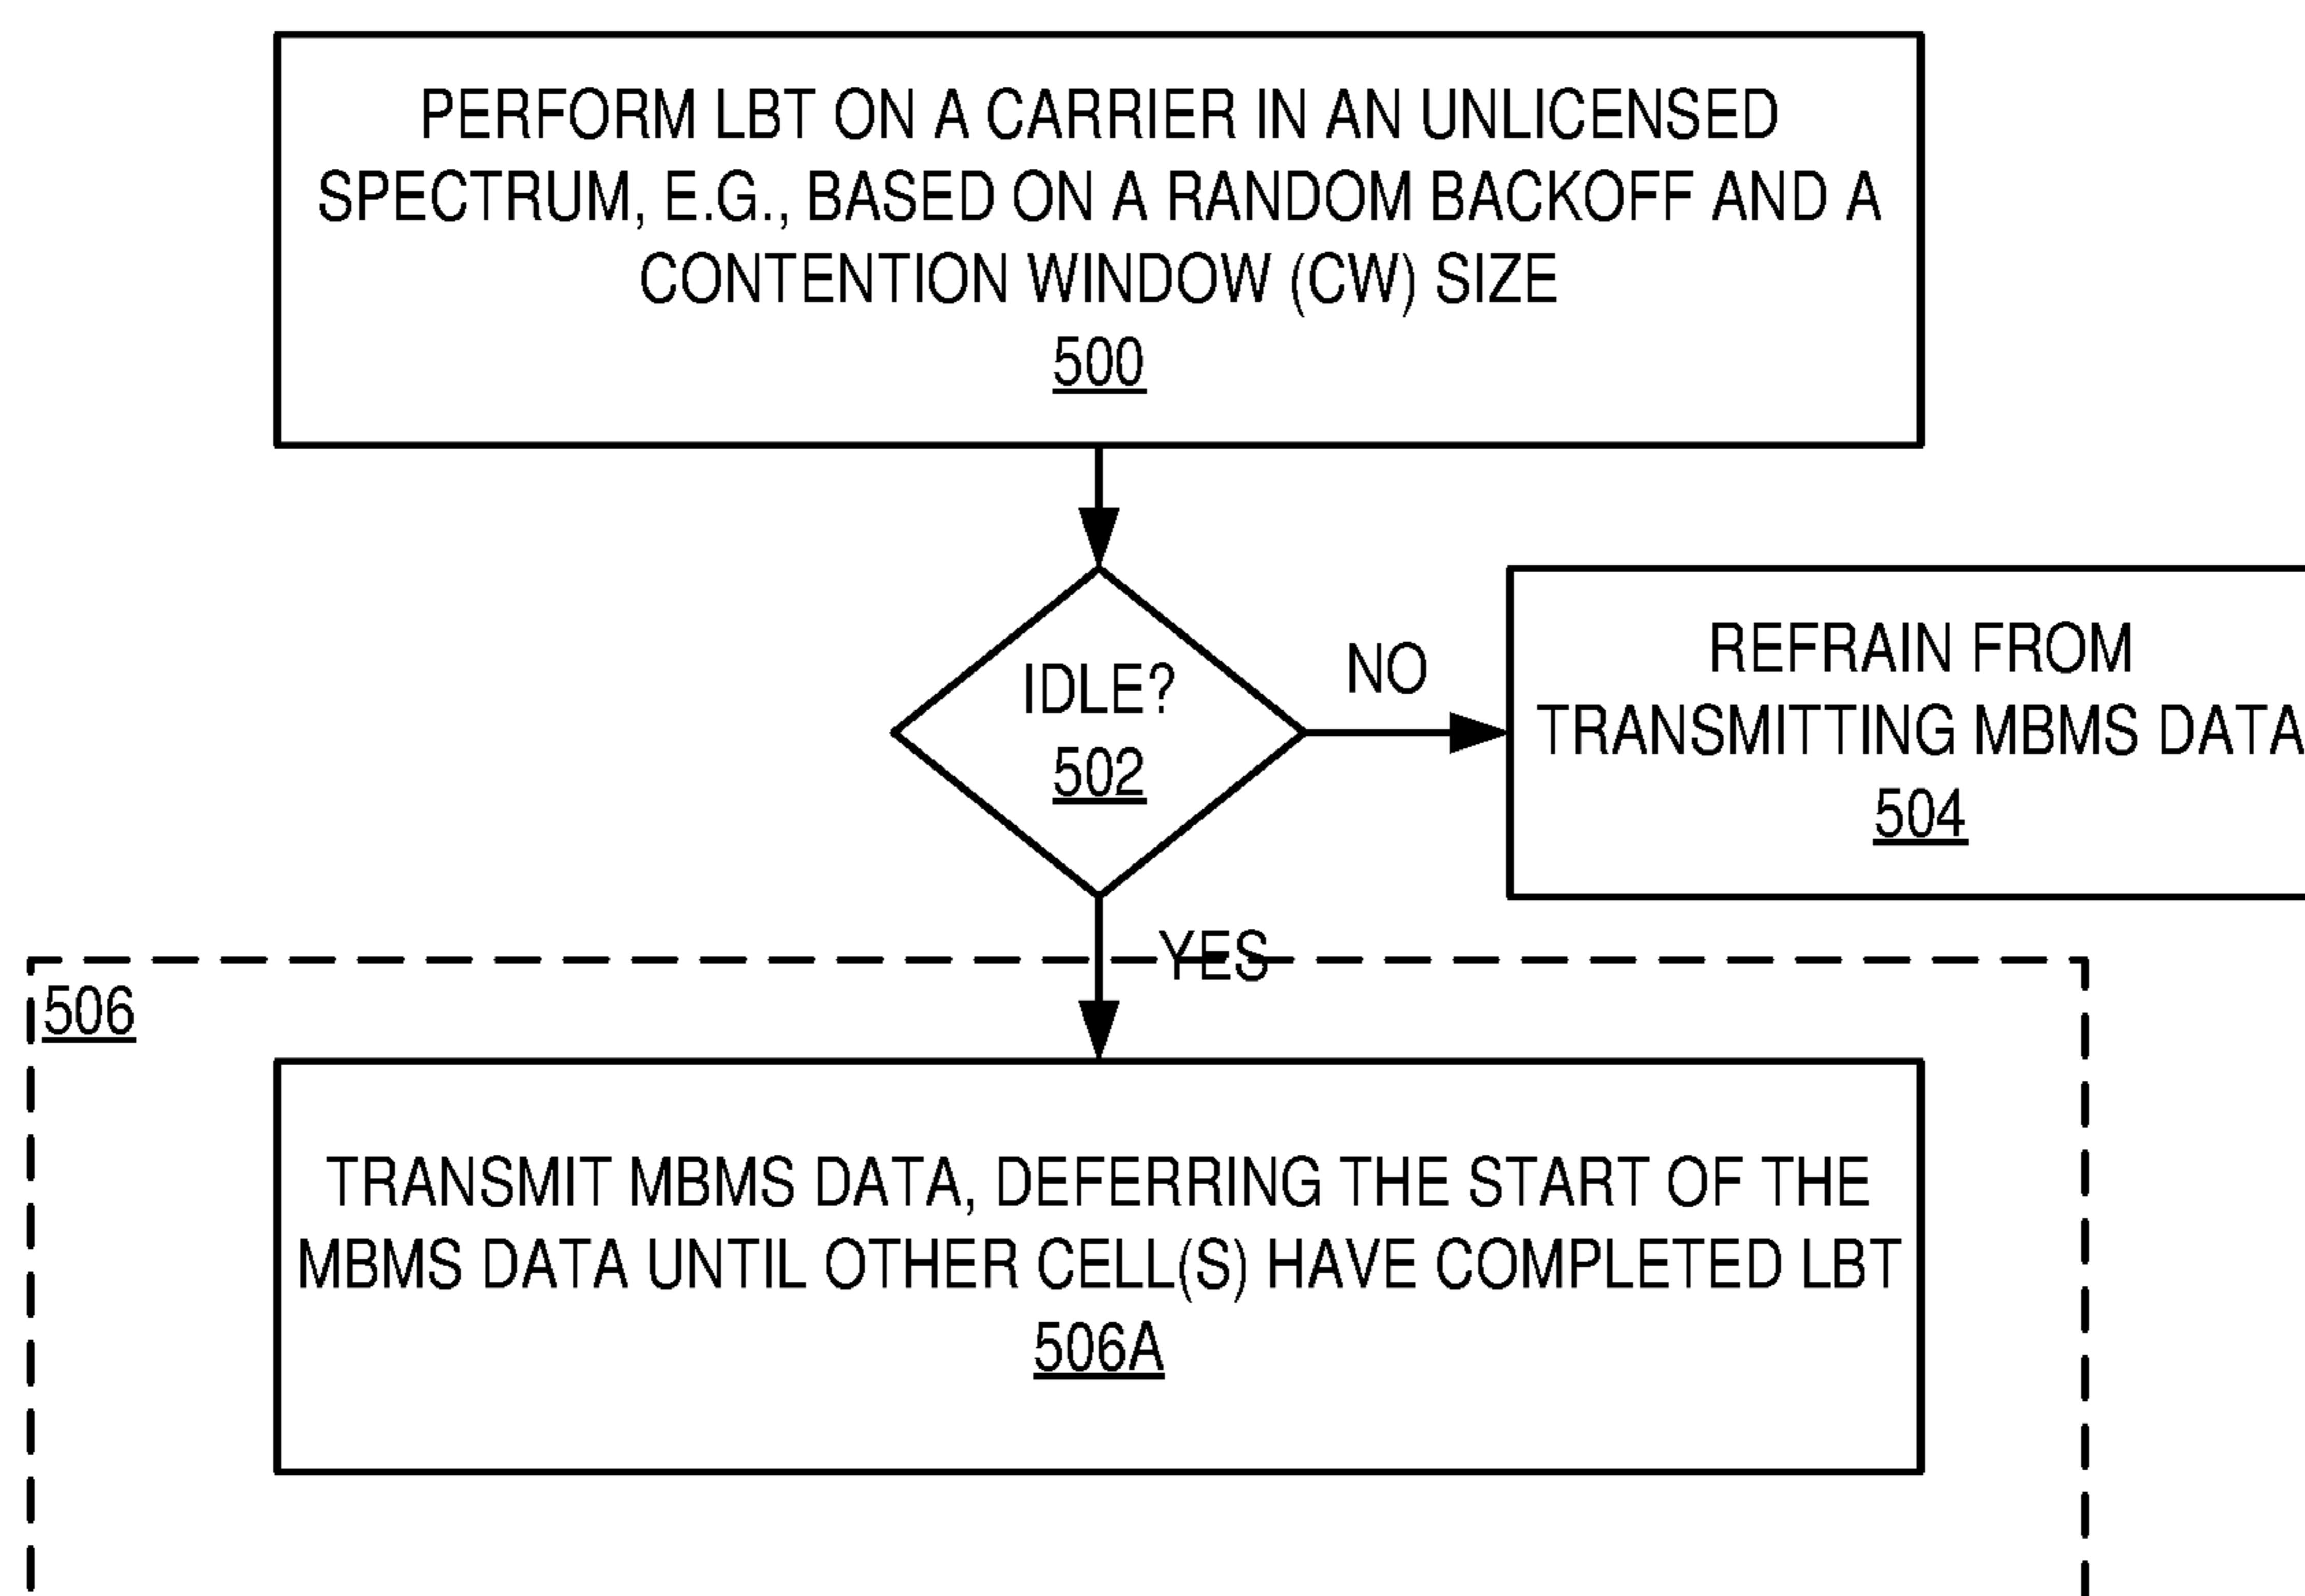 PERFORM LBT ON A CARRIER IN AN UNLICENSED
SPECTRUM, E.G., BASED ON A RANDOM BACKOFF AND A
CONTENTION WINDOW (CW) SIZE
500
IDLE?
502
NO
REFRAIN FROM
TRANSMITTING MBMS DATA
504
YES
506
TRANSMIT MBMS DATA, DEFERRING THE START OF THE
MBMS DATA UNTIL OTHER CELL(S) HAVE COMPLETED LBT
506A